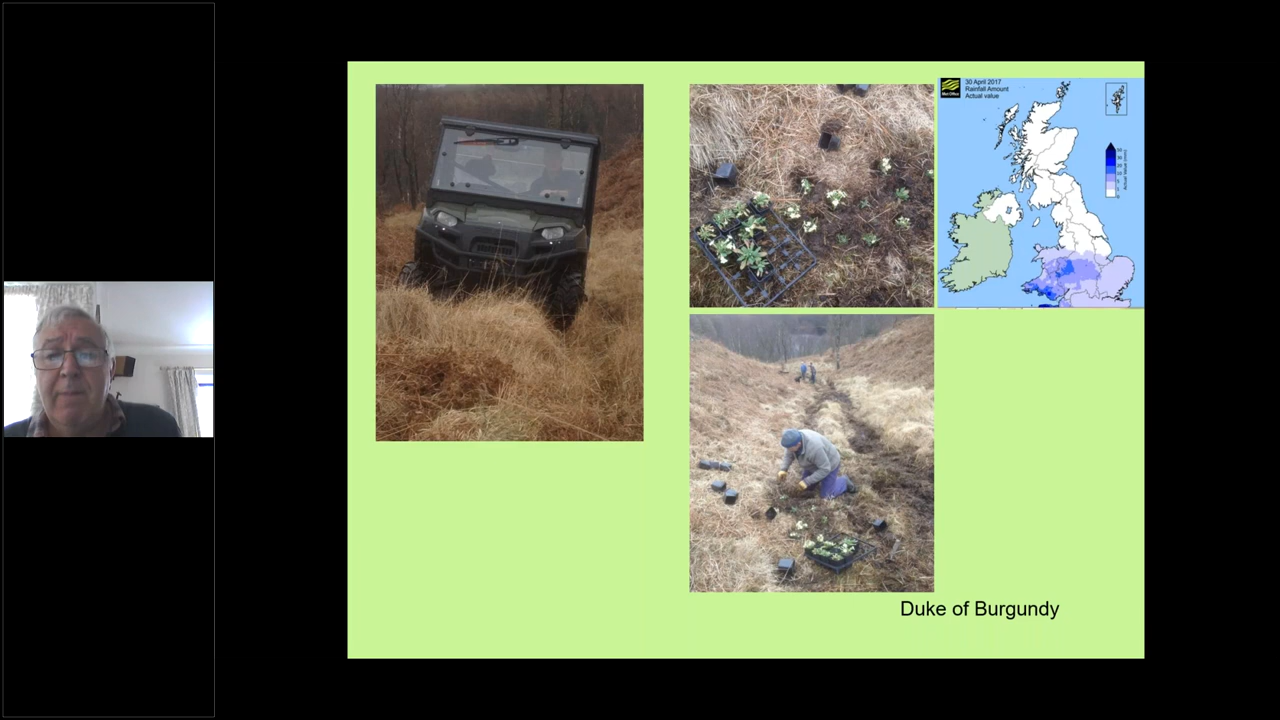 30 April 2017
Rainfall Amount
Actual value
Duke of Burgundy